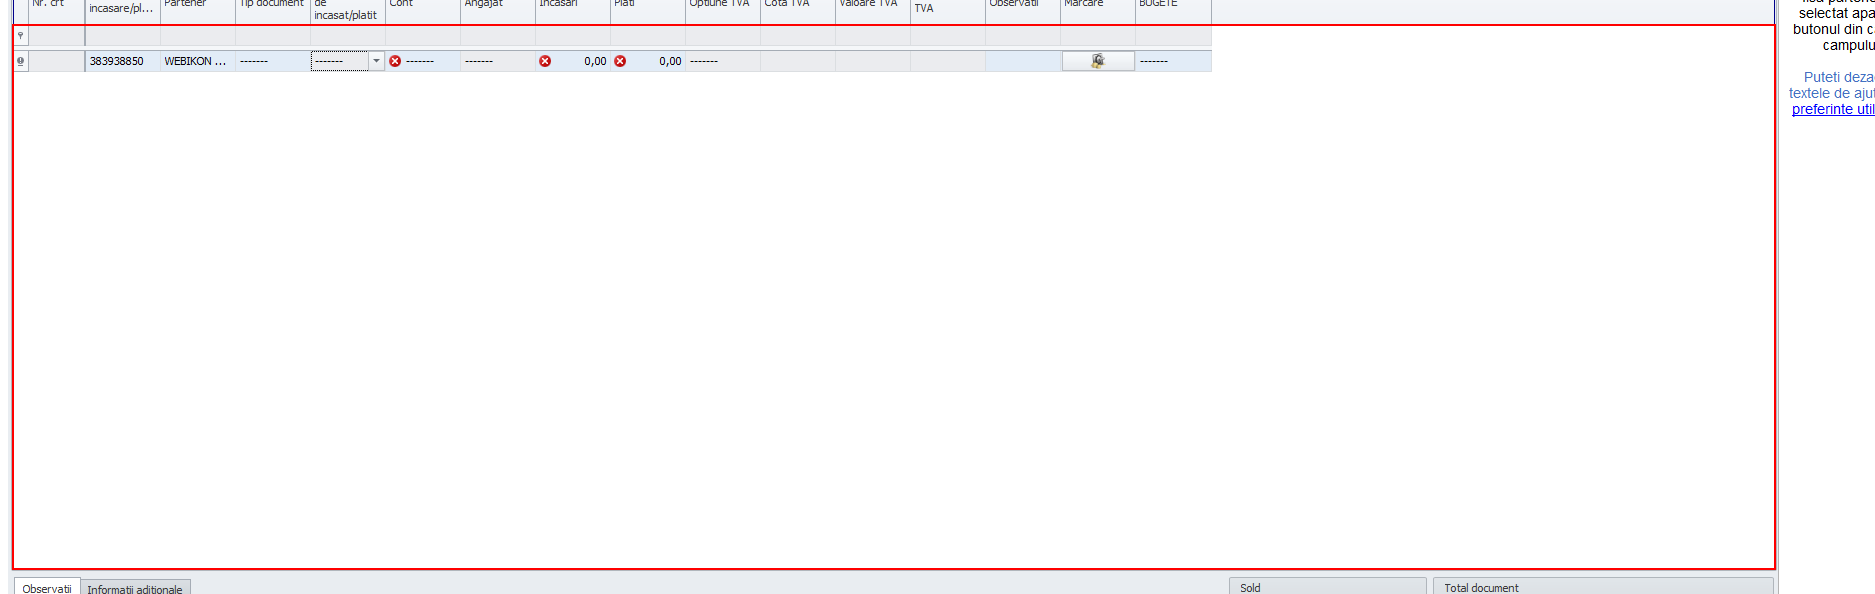 Nr. crt
incasare/pl...
Partener
Tip document
de
incasat/platit
Cont
Angajat
Incasari
Plati
Optiune TVA
Cota TVA
Valoare TVA
TVA
Observatii
Marcare
BUGETE
383938850 WEBIKON ... ------- ------- ------- ------- 0,00 0,00 ------- -------
selectat apa
butonul din c
campulu
Puteti deza
textele de ajut
preferinte util
Observatii Informatii aditionale Sold Total document